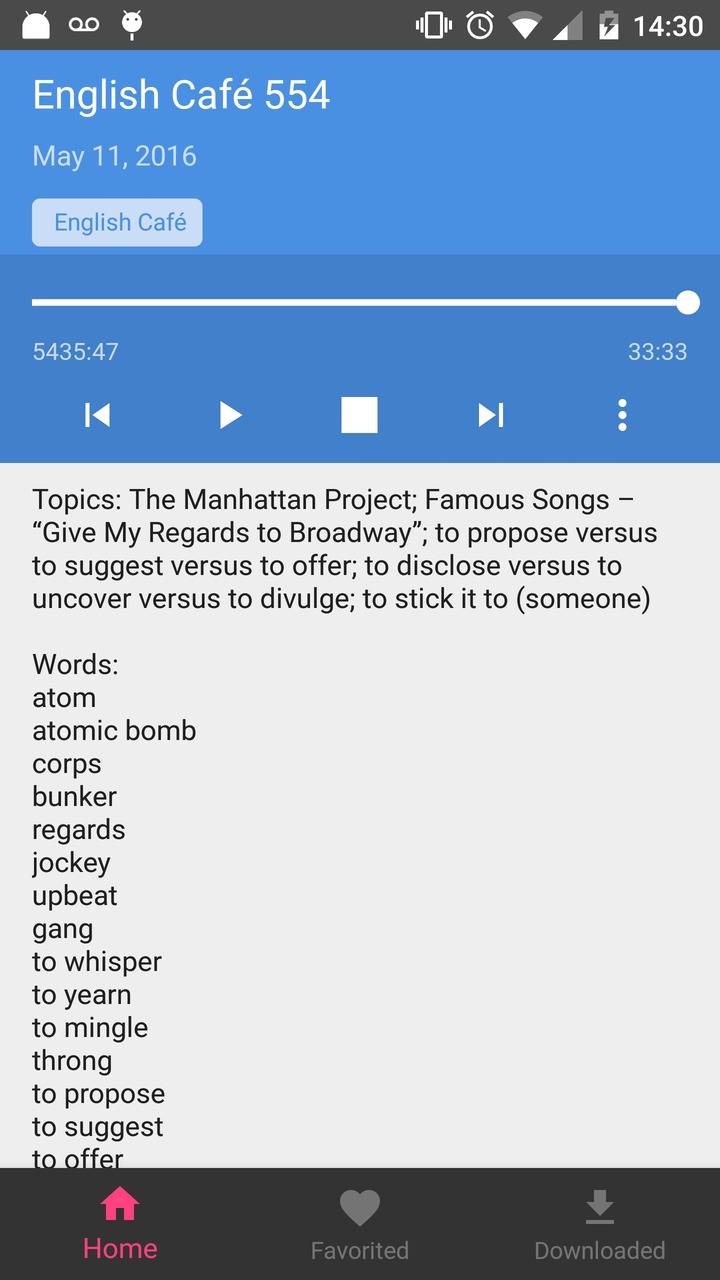 14:30
English Café 554
May 11, 2016
English Café
5435:47
33:33
Topics: The Manhattan Project; Famous Songs –
“Give My Regards to Broadway”; to propose versus
to suggest versus to offer; to disclose versus to
uncover versus to divulge; to stick it to (someone)
Words:
atom
atomic bomb
corps
bunker
regards
jockey
upbeat
gang
to whisper
to yearn
to mingle
throng
to propose
to suggest
to offer
Home
Favorited
Downloaded